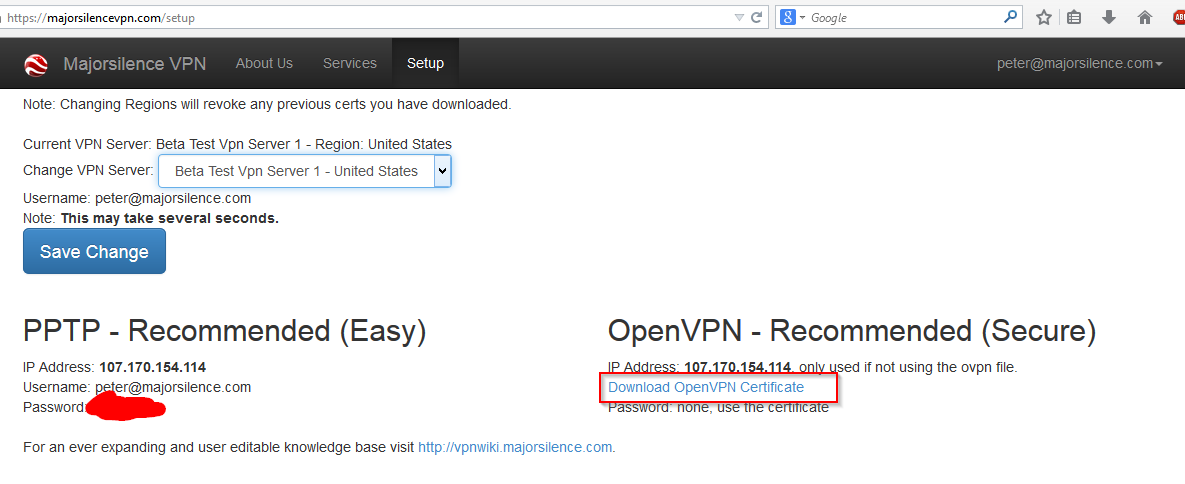 https://majorsilencevpn.com/setup
Google
Majorsilence VPN About Us Services Setup peter@majorsilence.com
Note: Changing Regions will revoke any previous certs you have downloaded.
Current VPN Server: Beta Test Vpn Server 1 - Region: United States
Change VPN Server: Beta Test Vpn Server 1 - United States
Username: peter@majorsilence.com
Note: This may take several seconds.
Save Change
PPTP - Recommended (Easy)
IP Address: 107.170.154.114
Username: peter@majorsilence.com
Password:
OpenVPN - Recommended (Secure)
IP Address: 107.170.154.114, only used if not using the ovpn file.
Download OpenVPN Certificate
Password: none, use the certificate
For an ever expanding and user editable knowledge base visit http://vpnwiki.majorsilence.com.